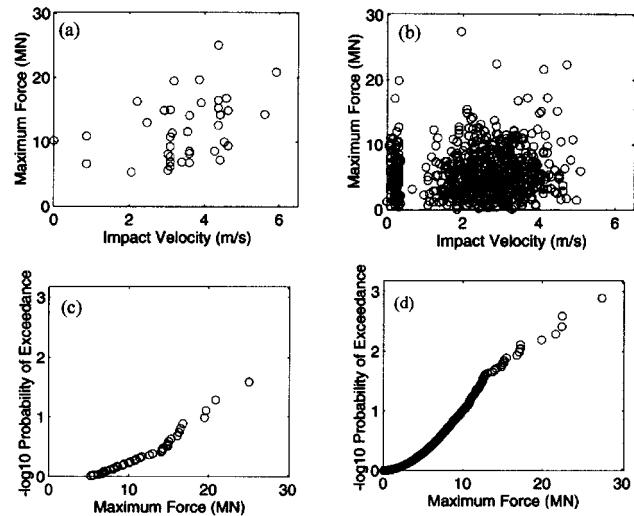 (a)
Maximum Force (MN)
30
20
10
0
0 2 4 6
Impact Velocity (m/s)
(b)
Maximum Force (MN)
30
20
10
0
0 2 4 6
Impact Velocity (m/s)
(c)
-log10 Probability of Exceedance
3
2
1
0
0 10 20 30
Maximum Force (MN)
(d)
-log10 Probability of Exceedance
3
2
1
0
0 10 20 30
Maximum Force (MN)